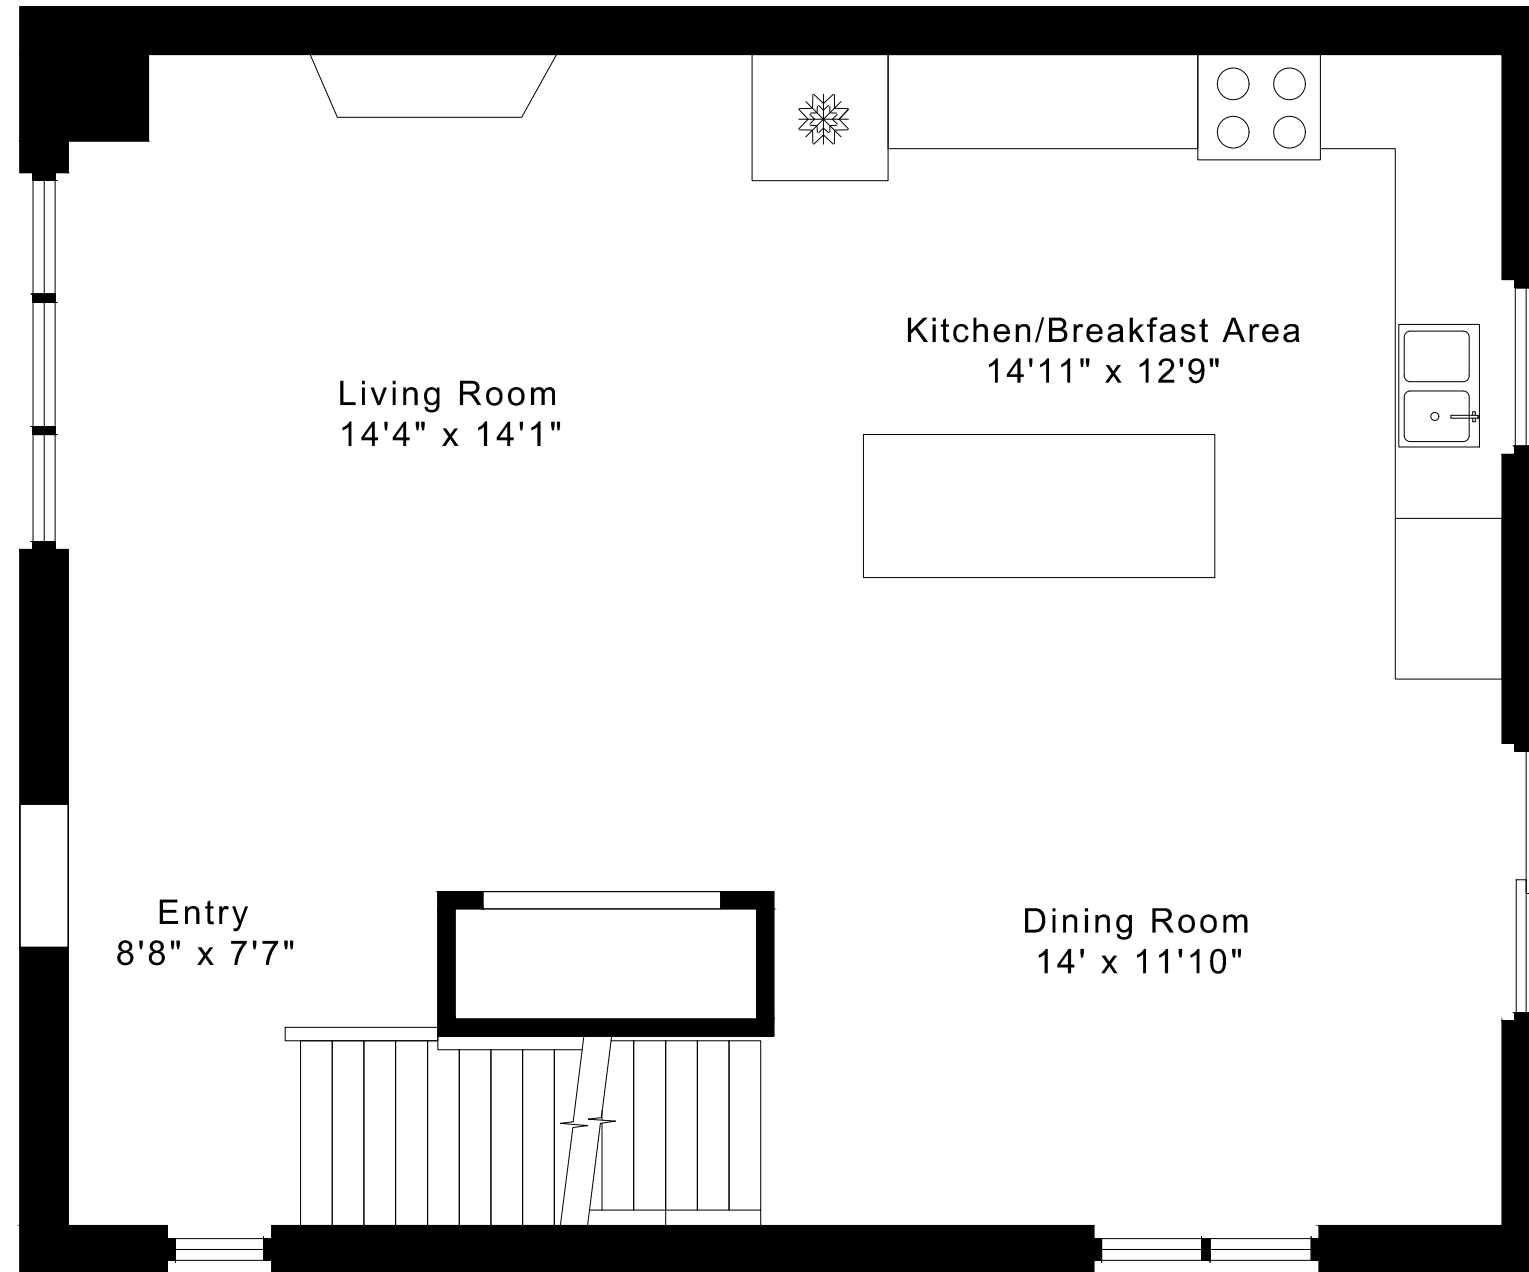 Kitchen/Breakfast Area
14'11" x 12'9"
Living Room
14'4" x 14'1"
Entry
8'8" x 7'7"
Dining Room
14' x 11'10"